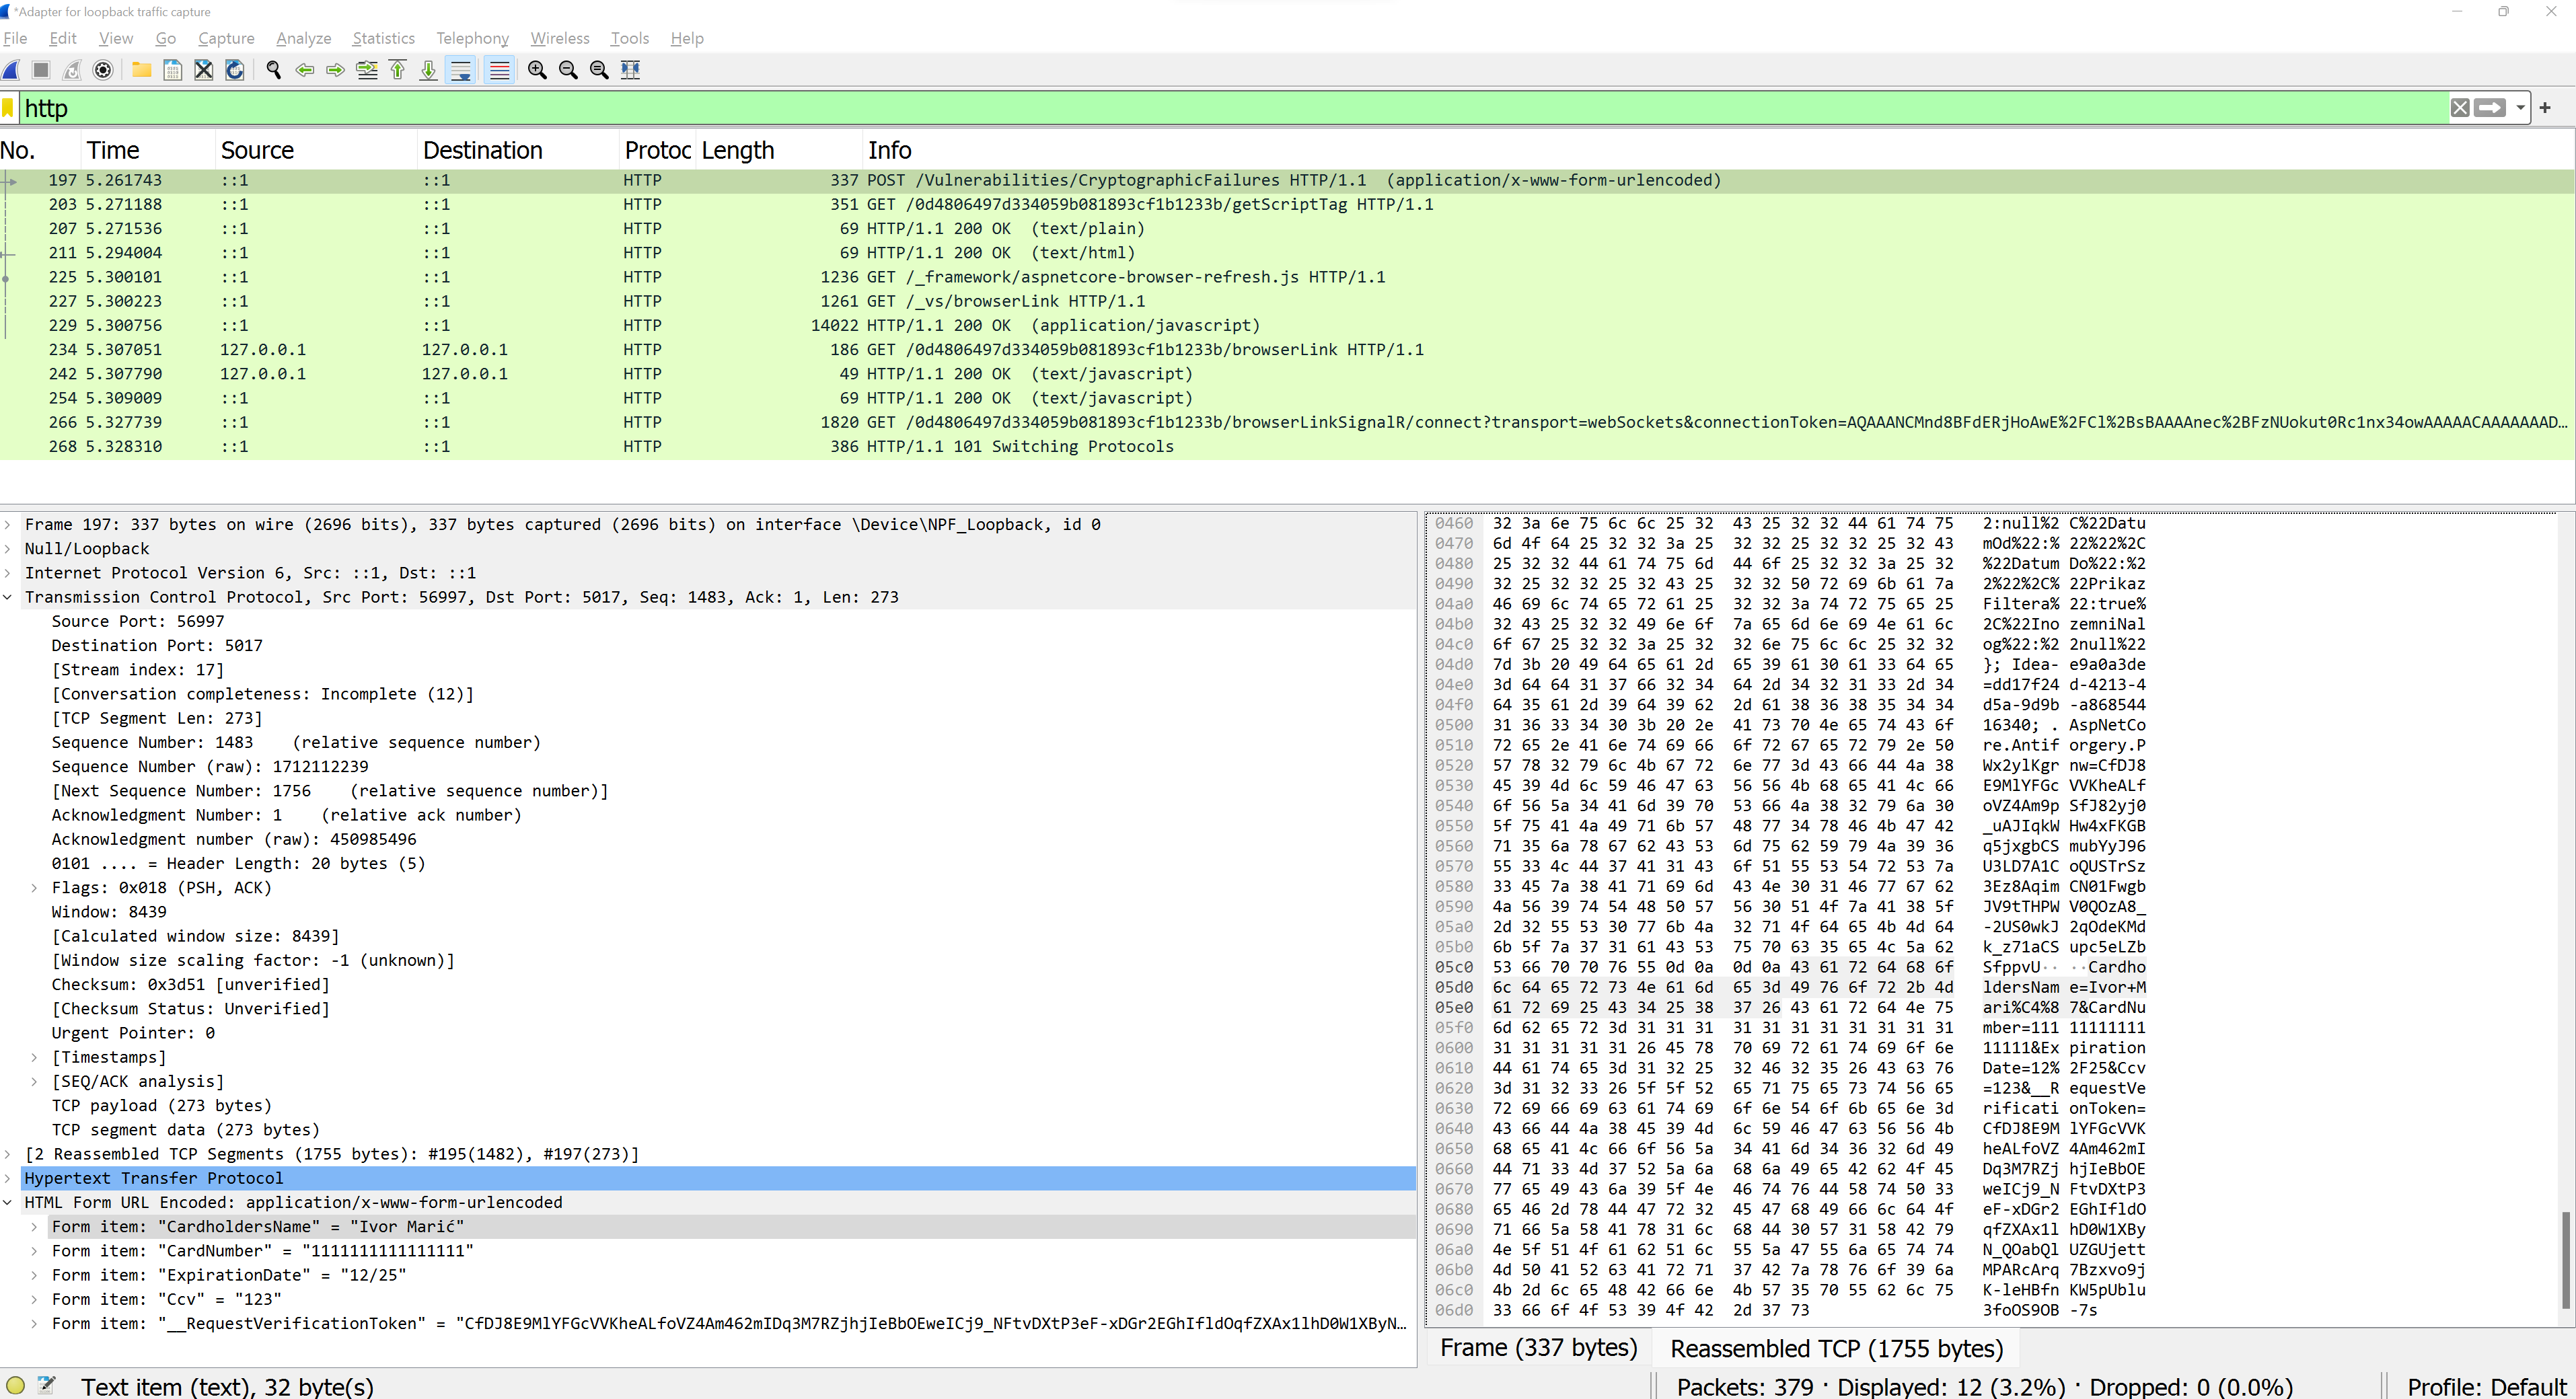 *Adapter for loopback traffic capture
File Edit View Go Capture Analyze Statistics Telephony Wireless Tools Help
http
No. Time Source Destination Protoc Length Info
197 5.261743 ::1 ::1 HTTP 337 POST /Vulnerabilities/CryptographicFailures HTTP/1.1 (application/x-www-form-urlencoded)
203 5.271188 ::1 ::1 HTTP 351 GET /0d4806497d334059b081893cf1b1233b/getScriptTag HTTP/1.1
207 5.271536 ::1 ::1 HTTP 69 HTTP/1.1 200 OK (text/plain)
211 5.294004 ::1 ::1 HTTP 69 HTTP/1.1 200 OK (text/html)
225 5.300101 ::1 ::1 HTTP 1236 GET /_framework/aspnetcore-browser-refresh.js HTTP/1.1
227 5.300223 ::1 ::1 HTTP 1261 GET /_vs/browserLink HTTP/1.1
229 5.300756 ::1 ::1 HTTP 14022 HTTP/1.1 200 OK (application/javascript)
234 5.307051 127.0.0.1 127.0.0.1 HTTP 186 GET /0d4806497d334059b081893cf1b1233b/browserLink HTTP/1.1
242 5.307790 127.0.0.1 127.0.0.1 HTTP 49 HTTP/1.1 200 OK (text/javascript)
254 5.309009 ::1 ::1 HTTP 69 HTTP/1.1 200 OK (text/javascript)
266 5.327739 ::1 ::1 HTTP 1820 GET /0d4806497d334059b081893cf1b1233b/browserLinkSignalR/connect?transport=webSockets&connectionToken=AQAAANCMnd8BFdERjHoAwE%2FCl%2BsBAAAAnec%2BFzNUokut0Rc1nx34owAAAAACAAAAAAAD…
268 5.328310 ::1 ::1 HTTP 386 HTTP/1.1 101 Switching Protocols
Frame 197: 337 bytes on wire (2696 bits), 337 bytes captured (2696 bits) on interface \Device\NPF_Loopback, id 0
Null/Loopback
Internet Protocol Version 6, Src: ::1, Dst: ::1
Transmission Control Protocol, Src Port: 56997, Dst Port: 5017, Seq: 1483, Ack: 1, Len: 273
Source Port: 56997
Destination Port: 5017
[Stream index: 17]
[Conversation completeness: Incomplete (12)]
[TCP Segment Len: 273]
Sequence Number: 1483 (relative sequence number)
Sequence Number (raw): 1712112239
[Next Sequence Number: 1756 (relative sequence number)]
Acknowledgment Number: 1 (relative ack number)
Acknowledgment number (raw): 450985496
0101 .... = Header Length: 20 bytes (5)
Flags: 0x018 (PSH, ACK)
Window: 8439
[Calculated window size: 8439]
[Window size scaling factor: -1 (unknown)]
Checksum: 0x3d51 [unverified]
[Checksum Status: Unverified]
Urgent Pointer: 0
[Timestamps]
[SEQ/ACK analysis]
TCP payload (273 bytes)
TCP segment data (273 bytes)
[2 Reassembled TCP Segments (1755 bytes): #195(1482), #197(273)]
Hypertext Transfer Protocol
HTML Form URL Encoded: application/x-www-form-urlencoded
Form item: "CardholdersName" = "Ivor Marić"
Form item: "CardNumber" = "1111111111111111"
Form item: "ExpirationDate" = "12/25"
Form item: "Ccv" = "123"
Form item: "__RequestVerificationToken" = "CfDJ8E9MlYFGcVVKheALfoVZ4Am462mIDq3M7RZjhjIeBbOEweICj9_NFtvDXtP3eF-xDGr2EGhIfldOqfZXAx1lhD0W1XByN…
0460 32 3a 6e 75 6c 6c 25 32 43 25 32 32 44 61 74 75 2:null%2 C%22Datu
0470 6d 4f 64 25 32 32 3a 25 32 32 25 32 32 25 32 43 mOd%22:% 22%22%2C
0480 25 32 32 44 61 74 75 6d 44 6f 25 32 32 3a 25 32 %22Datum Do%22:%2
0490 32 25 32 32 25 32 43 25 32 32 50 72 69 6b 61 7a 2%22%2C% 22Prikaz
04a0 46 69 6c 74 65 72 61 25 32 32 3a 74 72 75 65 25 Filtera% 22:true%
04b0 32 43 25 32 32 49 6e 6f 7a 65 6d 6e 69 4e 61 6c 2C%22Ino zemniNal
04c0 6f 67 25 32 32 3a 25 32 32 6e 75 6c 6c 25 32 32 og%22:%2 2null%22
04d0 7d 3b 20 49 64 65 61 2d 65 39 61 30 61 33 64 65 }; Idea- e9a0a3de
04e0 3d 64 64 31 37 66 32 34 64 2d 34 32 31 33 2d 34 =dd17f24 d-4213-4
04f0 64 35 61 2d 39 64 39 62 2d 61 38 36 38 35 34 34 d5a-9d9b -a868544
0500 31 36 33 34 30 3b 20 2e 41 73 70 4e 65 74 43 6f 16340; . AspNetCo
0510 72 65 2e 41 6e 74 69 66 6f 72 67 65 72 79 2e 50 re.Antif orgery.P
0520 57 78 32 79 6c 4b 67 72 6e 77 3d 43 66 44 4a 38 Wx2ylKgr nw=CfDJ8
0530 45 39 4d 6c 59 46 47 63 56 56 4b 68 65 41 4c 66 E9MlYFGc VVKheALf
0540 6f 56 5a 34 41 6d 39 70 53 66 4a 38 32 79 6a 30 oVZ4Am9p SfJ82yj0
0550 5f 75 41 4a 49 71 6b 57 48 77 34 78 46 4b 47 42 _uAJIqkW Hw4xFKGB
0560 71 35 6a 78 67 62 43 53 6d 75 62 59 79 4a 39 36 q5jxgbCS mubYyJ96
0570 55 33 4c 44 37 41 31 43 6f 51 55 53 54 72 53 7a U3LD7A1C oQUSTrSz
0580 33 45 7a 38 41 71 69 6d 43 4e 30 31 46 77 67 62 3Ez8Aqim CN01Fwgb
0590 4a 56 39 74 54 48 50 57 56 30 51 4f 7a 41 38 5f JV9tTHPW V0QOzA8_
05a0 2d 32 55 53 30 77 6b 4a 32 71 4f 64 65 4b 4d 64 -2US0wkJ 2qOdeKMd
05b0 6b 5f 7a 37 31 61 43 53 75 70 63 35 65 4c 5a 62 k_z71aCS upc5eLZb
05c0 53 66 70 70 76 55 0d 0a 0d 0a 43 61 72 64 68 6f SfppvU·· ··Cardho
05d0 6c 64 65 72 73 4e 61 6d 65 3d 49 76 6f 72 2b 4d ldersNam e=Ivor+M
05e0 61 72 69 25 43 34 25 38 37 26 43 61 72 64 4e 75 ari%C4%8 7&CardNu
05f0 6d 62 65 72 3d 31 31 31 31 31 31 31 31 31 31 31 mber=111 11111111
0600 31 31 31 31 31 26 45 78 70 69 72 61 74 69 6f 6e 11111&Ex piration
0610 44 61 74 65 3d 31 32 25 32 46 32 35 26 43 63 76 Date=12% 2F25&Ccv
0620 3d 31 32 33 26 5f 5f 52 65 71 75 65 73 74 56 65 =123&__R equestVe
0630 72 69 66 69 63 61 74 69 6f 6e 54 6f 6b 65 6e 3d rificati onToken=
0640 43 66 44 4a 38 45 39 4d 6c 59 46 47 63 56 56 4b CfDJ8E9M lYFGcVVK
0650 68 65 41 4c 66 6f 56 5a 34 41 6d 34 36 32 6d 49 heALfoVZ 4Am462mI
0660 44 71 33 4d 37 52 5a 6a 68 6a 49 65 42 62 4f 45 Dq3M7RZj hjIeBbOE
0670 77 65 49 43 6a 39 5f 4e 46 74 76 44 58 74 50 33 weICj9_N FtvDXtP3
0680 65 46 2d 78 44 47 72 32 45 47 68 49 66 6c 64 4f eF-xDGr2 EGhIfldO
0690 71 66 5a 58 41 78 31 6c 68 44 30 57 31 58 42 79 qfZXAx1l hD0W1XBy
06a0 4e 5f 51 4f 61 62 51 6c 55 5a 47 55 6a 65 74 74 N_QOabQl UZGUjett
06b0 4d 50 41 52 63 41 72 71 37 42 7a 78 76 6f 39 6a MPARcArq 7Bzxvo9j
06c0 4b 2d 6c 65 48 42 66 6e 4b 57 35 70 55 62 6c 75 K-leHBfn KW5pUblu
06d0 33 66 6f 4f 53 39 4f 42 2d 37 73 3foOS9OB -7s
Frame (337 bytes) Reassembled TCP (1755 bytes)
Text item (text), 32 byte(s) Packets: 379 · Displayed: 12 (3.2%) · Dropped: 0 (0.0%) Profile: Default